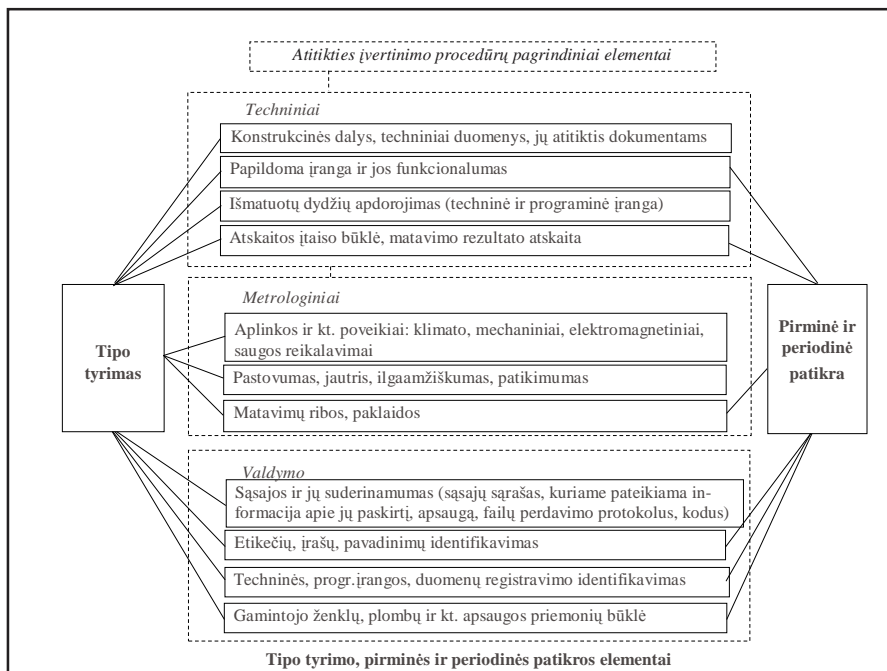 Atitikties įvertinimo procedūrų pagrindiniai elementai
Techniniai
Konstrukcinės dalys, techniniai duomenys, jų atitiktis dokumentams
Papildoma įranga ir jos funkcionalumas
Išmatuotų dydžių apdorojimas (techninė ir programinė įranga)
Atskaitos įtaiso būklė, matavimo rezultato atskaita
Metrologiniai
Aplinkos ir kt. poveikiai: klimato, mechaniniai, elektromagnetiniai,
saugos reikalavimai
Pastovumas, jautris, ilgaamžiškumas, patikimumas
Matavimų ribos, paklaidos
Tipo
tyrimas
Pirminė ir
periodinė
patikra
Valdymo
Sąsajos ir jų suderinamumas (sąsajų sąrašas, kuriame pateikiama in-
formacija apie jų paskirtį, apsaugą, failų perdavimo protokolus, kodus)
Etikečių, įrašų, pavadinimų identifikavimas
Techninės, progr.įrangos, duomenų registravimo identifikavimas
Gamintojo ženklų, plombų ir kt. apsaugos priemonių būklė
Tipo tyrimo, pirminės ir periodinės patikros elementai